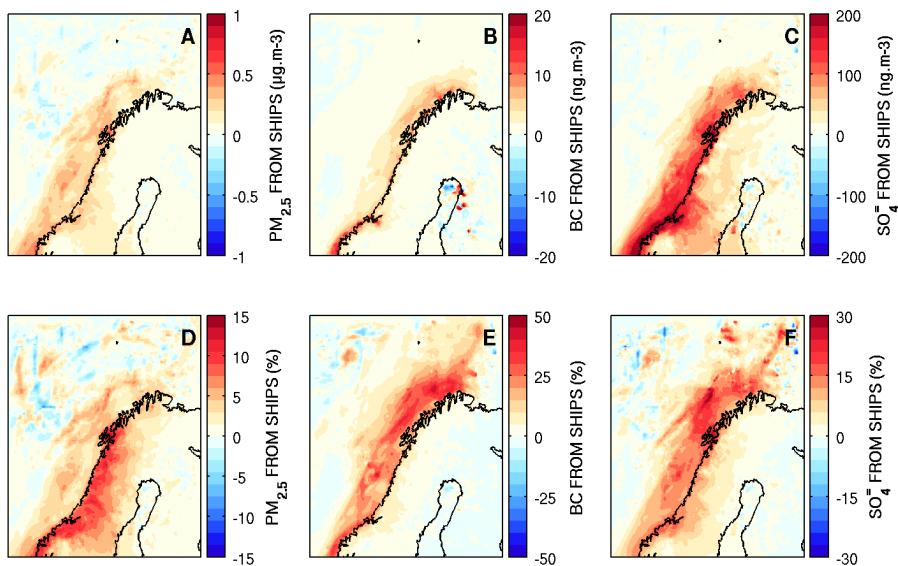 A
1
0.5
0
-0.5
-1
PM2.5 FROM SHIPS (µg.m-3)
B
20
10
0
-10
-20
BC FROM SHIPS (ng.m-3)
C
200
100
0
-100
-200
SO4= FROM SHIPS (ng.m-3)
D
15
10
5
0
-5
-10
-15
PM2.5 FROM SHIPS (%)
E
50
25
0
-25
-50
BC FROM SHIPS (%)
F
30
15
0
-15
-30
SO4= FROM SHIPS (%)